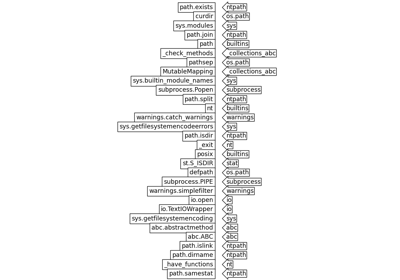 path.exists ntpath
curdir os.path
sys.modules sys
path.join ntpath
path builtins
_check_methods _collections_abc
pathsep os.path
MutableMapping _collections_abc
sys.builtin_module_names sys
subprocess.Popen subprocess
path.split ntpath
nt builtins
warnings.catch_warnings warnings
sys.getfilesystemencodeerrors sys
path.isdir ntpath
_exit nt
posix builtins
st.S_ISDIR stat
defpath os.path
subprocess.PIPE subprocess
warnings.simplefilter warnings
io.open io
io.TextIOWrapper io
sys.getfilesystemencoding sys
abc.abstractmethod abc
abc.ABC abc
path.islink ntpath
path.dirname ntpath
_have_functions nt
path.samestat ntpath